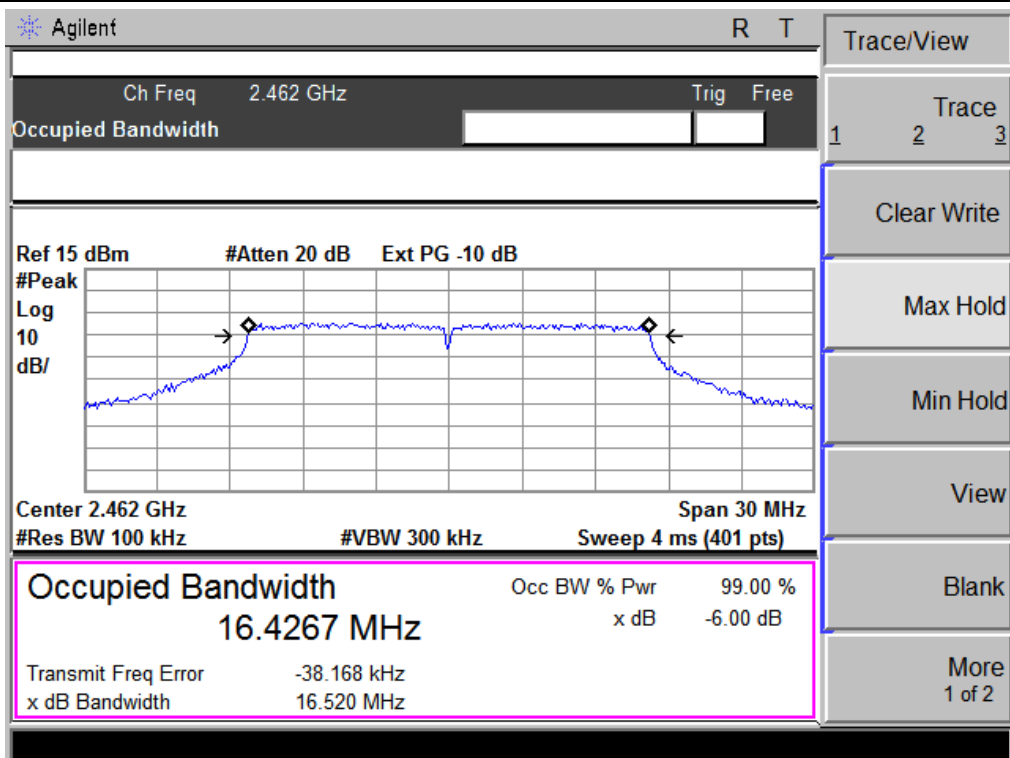 Agilent R T
Ch Freq 2.462 GHz Trig Free
Occupied Bandwidth
Ref 15 dBm #Atten 20 dB Ext PG -10 dB
#Peak
Log
10
dB/
Center 2.462 GHz Span 30 MHz
#Res BW 100 kHz #VBW 300 kHz Sweep 4 ms (401 pts)
Occupied Bandwidth Occ BW % Pwr 99.00 %
16.4267 MHz x dB -6.00 dB
Transmit Freq Error -38.168 kHz
x dB Bandwidth 16.520 MHz
Trace/View
Trace
1 2 3
Clear Write
Max Hold
Min Hold
View
Blank
More
1 of 2